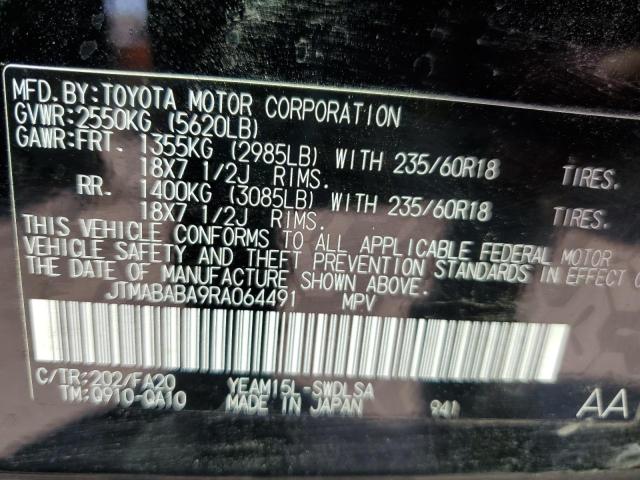 MFD.BY:TOYOTA MOTOR CORPORATION
GVWR:2550KG (5620LB)
GAWR:FRT. 1355KG (2985LB) WITH 235/60R18 TIRES.
18X7 1/2J RIMS.
RR. 1400KG (3085LB) WITH 235/60R18 TIRES.
18X7 1/2J RIMS.
THIS VEHICLE CONFORMS TO ALL APPLICABLE FEDERAL MOTOR
VEHICLE SAFETY AND THEFT PREVENTION STANDARDS IN EFFECT O
THE DATE OF MANUFACTURE SHOWN ABOVE.
JTMABABA9RA064491 MPV
C/TR:202/FA20 YEAM15L-SWDLSA
TM:Q910-QA10 MADE IN JAPAN 941 AA